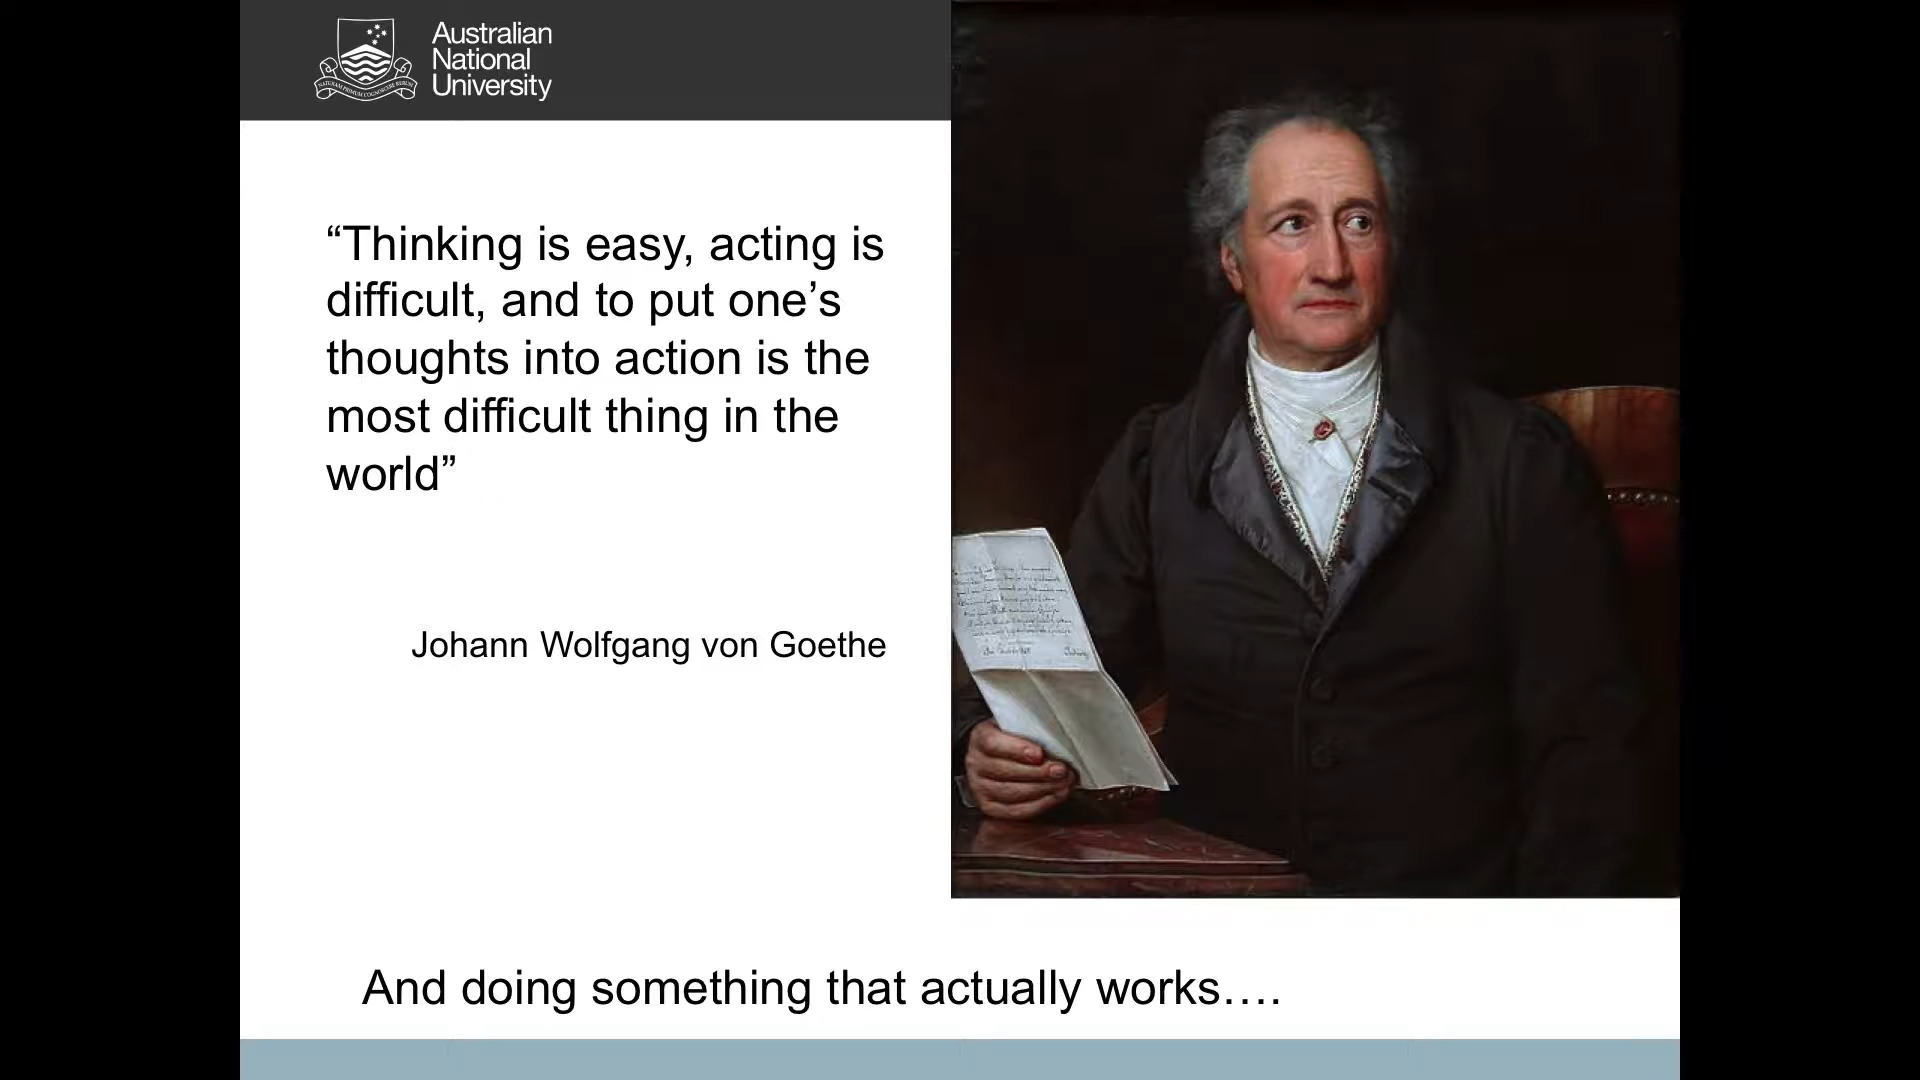 Australian
National
University
“Thinking is easy, acting is
difficult, and to put one’s
thoughts into action is the
most difficult thing in the
world”
Johann Wolfgang von Goethe
And doing something that actually works….